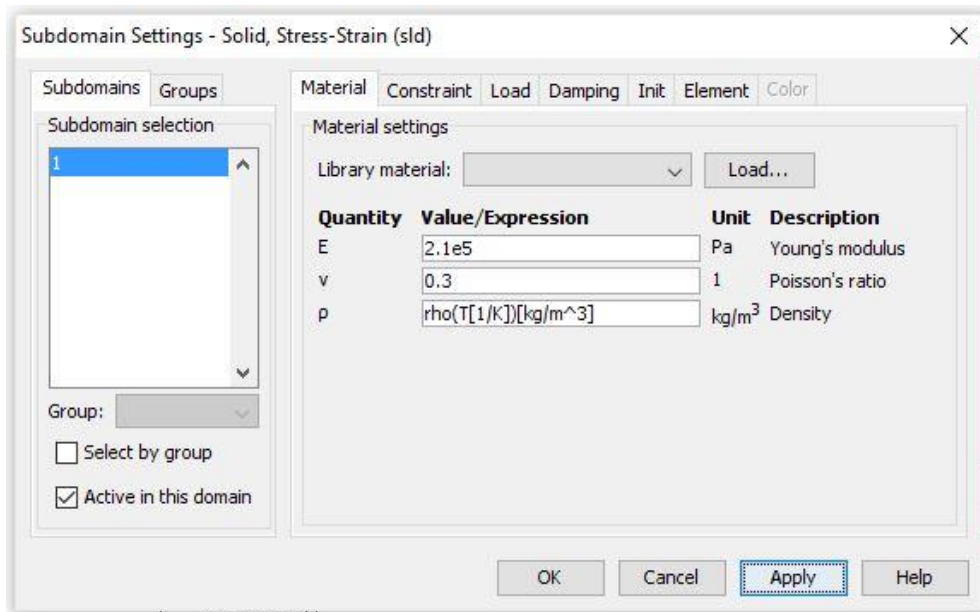 Subdomain Settings - Solid, Stress-Strain (sld)
Subdomains Groups
Subdomain selection
1
Group:
Select by group
Active in this domain
Material Constraint Load Damping Init Element Color
Material settings
Library material: Load...
Quantity Value/Expression Unit Description
E 2.1e5 Pa Young's modulus
ν 0.3 1 Poisson's ratio
ρ rho(T[1/K])[kg/m^3] kg/m³ Density
OK Cancel Apply Help